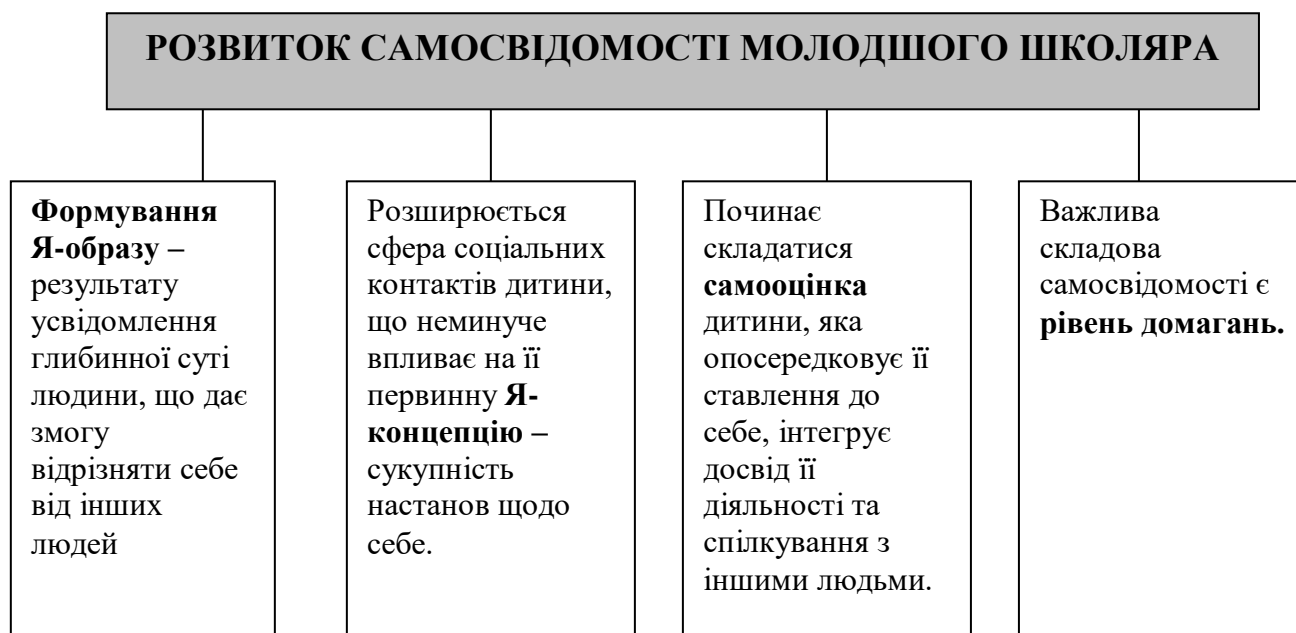 РОЗВИТОК САМОСВІДОМОСТІ МОЛОДШОГО ШКОЛЯРА
Формування
Я-образу –
результату
усвідомлення
глибинної суті
людини, що дає
змогу
відрізняти себе
від інших
людей
Розширюється
сфера соціальних
контактів дитини,
що неминуче
впливає на її
первинну Я-
концепцію –
сукупність
настанов щодо
себе.
Починає
складатися
самооцінка
дитини, яка
опосередковує її
ставлення до
себе, інтегрує
досвід її
діяльності та
спілкування з
іншими людьми.
Важлива
складова
самосвідомості є
рівень домагань.